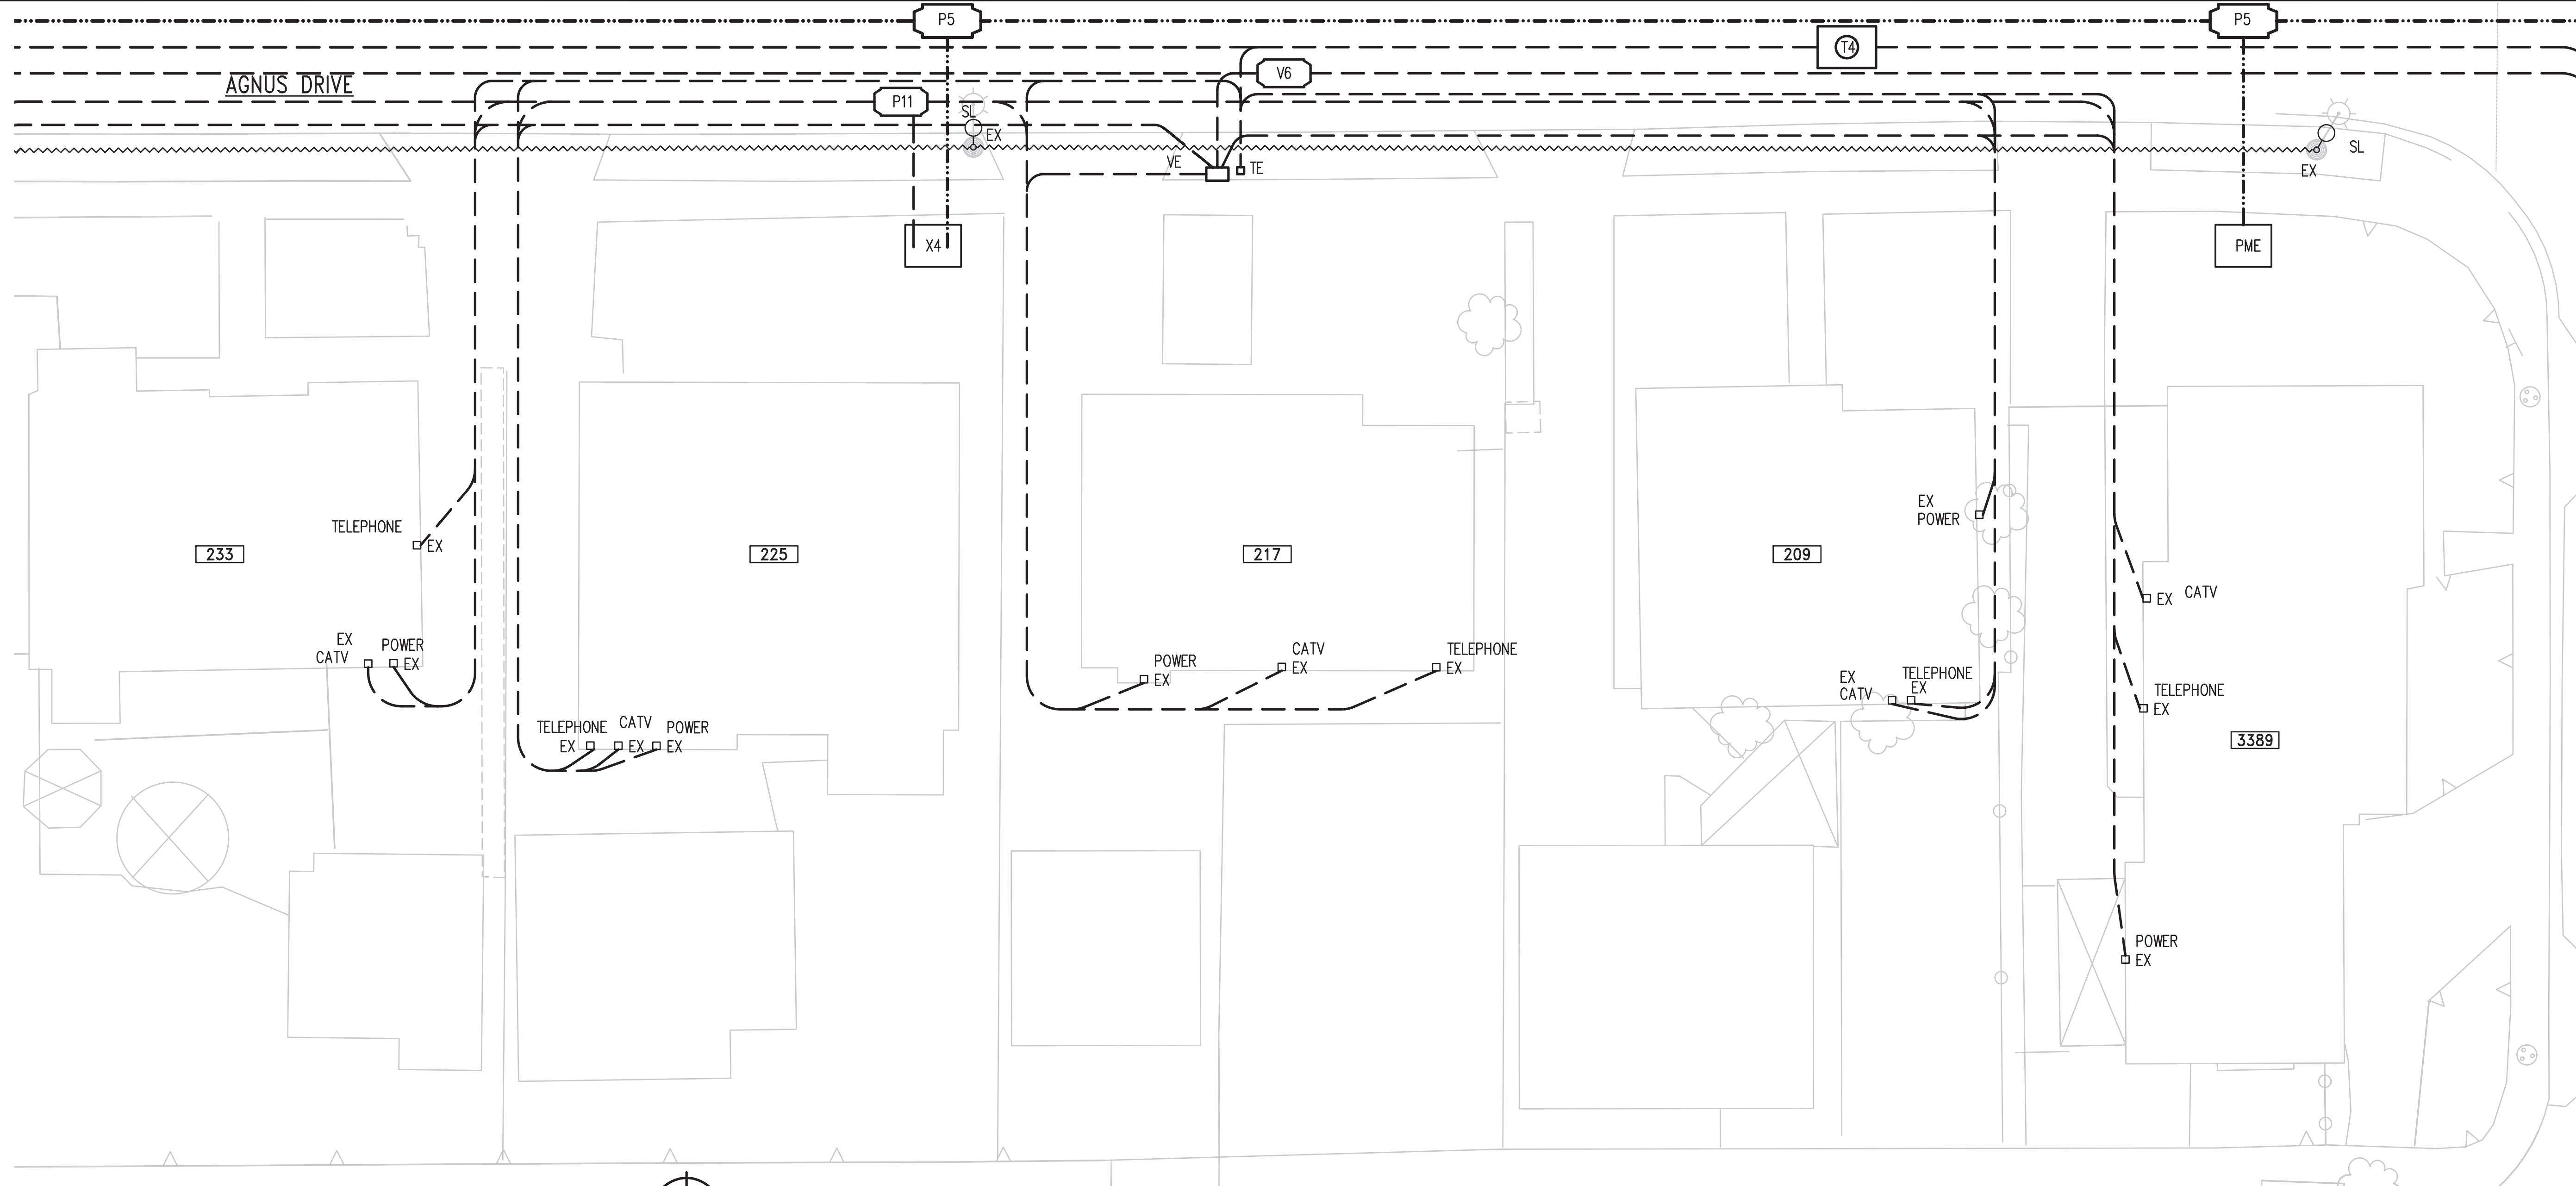 P5
P5
T4
V6
AGNUS DRIVE
P11
SL
EX
VE
TE
SL
EX
X4
PME
EX
POWER
TELEPHONE
EX
233
225
217
209
EX
CATV
EX
CATV
POWER
EX
POWER
EX
CATV
EX
TELEPHONE
EX
EX
CATV
TELEPHONE
EX
TELEPHONE
EX
TELEPHONE
EX
CATV
EX
POWER
EX
3389
POWER
EX